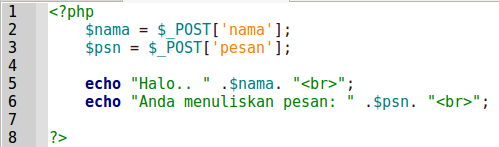 1 <?php
2     $nama = $_POST['nama'];
3     $psn = $_POST['pesan'];
4
5     echo "Halo.. " .$nama. "<br>";
6     echo "Anda menuliskan pesan: " .$psn. "<br>";
7
8 ?>